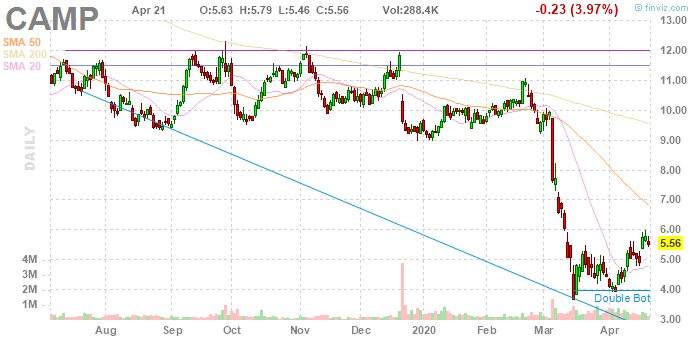 CAMP
Apr 21 O:5.63 H:5.79 L:5.46 C:5.56 Vol:288.4K -0.23 (3.97%)
© finviz.com
SMA 50
SMA 200
SMA 20
DAILY
13.00
12.00
11.00
10.00
9.00
8.00
7.00
6.00
5.56
5.00
4.00
3.00
4M
3M
2M
1M
Double Bot
Aug Sep Oct Nov Dec 2020 Feb Mar Apr